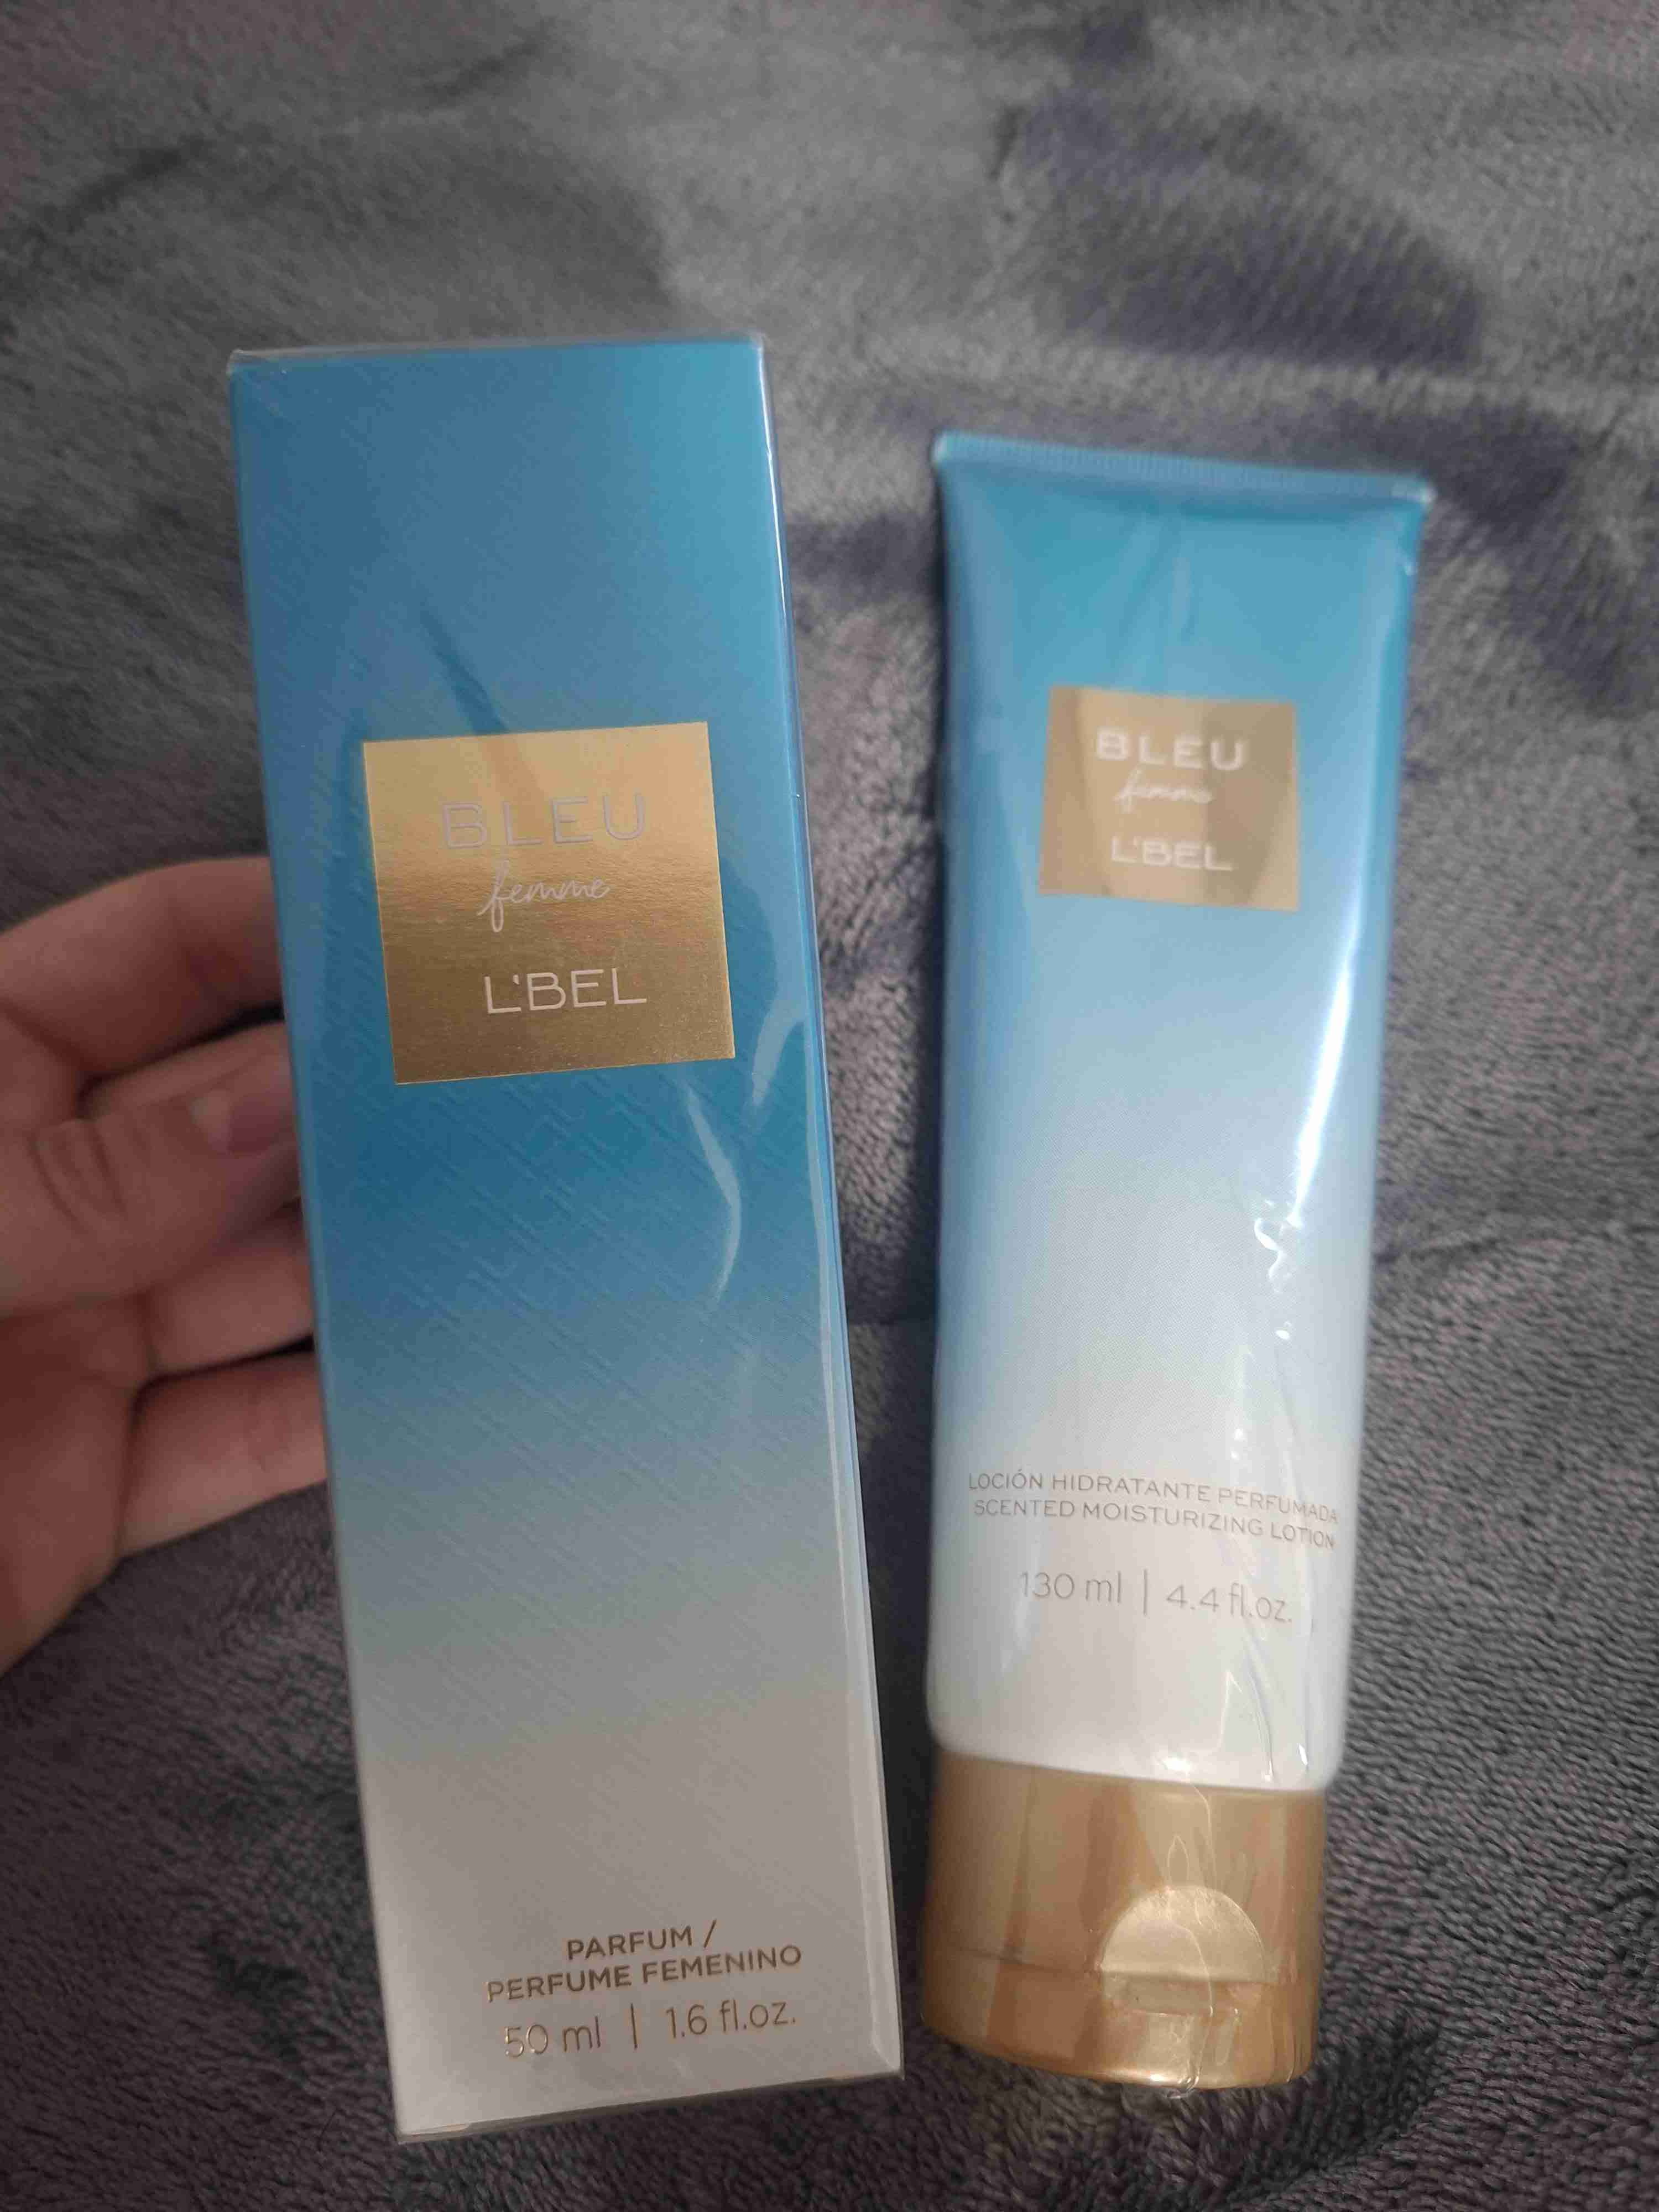 BLEU
femme
L'BEL
PARFUM /
PERFUME FEMENINO
50 ml | 1.6 fl.oz.
BLEU
femme
L'BEL
LOCIÓN HIDRATANTE PERFUMADA
SCENTED MOISTURIZING LOTION
130 ml | 4.4 fl.oz.